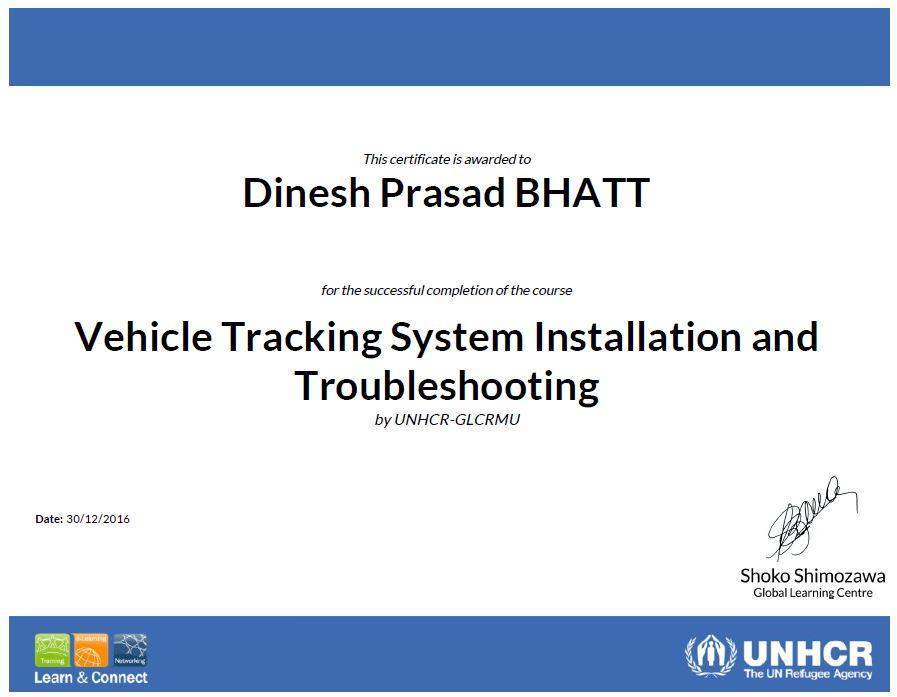 This certificate is awarded to
Dinesh Prasad BHATT
for the successful completion of the course
Vehicle Tracking System Installation and
Troubleshooting
by UNHCR-GLCRMU
Date: 30/12/2016
Shoko Shimozawa
Global Learning Centre
Training
e-Learning
Networking
Learn & Connect
UNHCR
The UN Refugee Agency